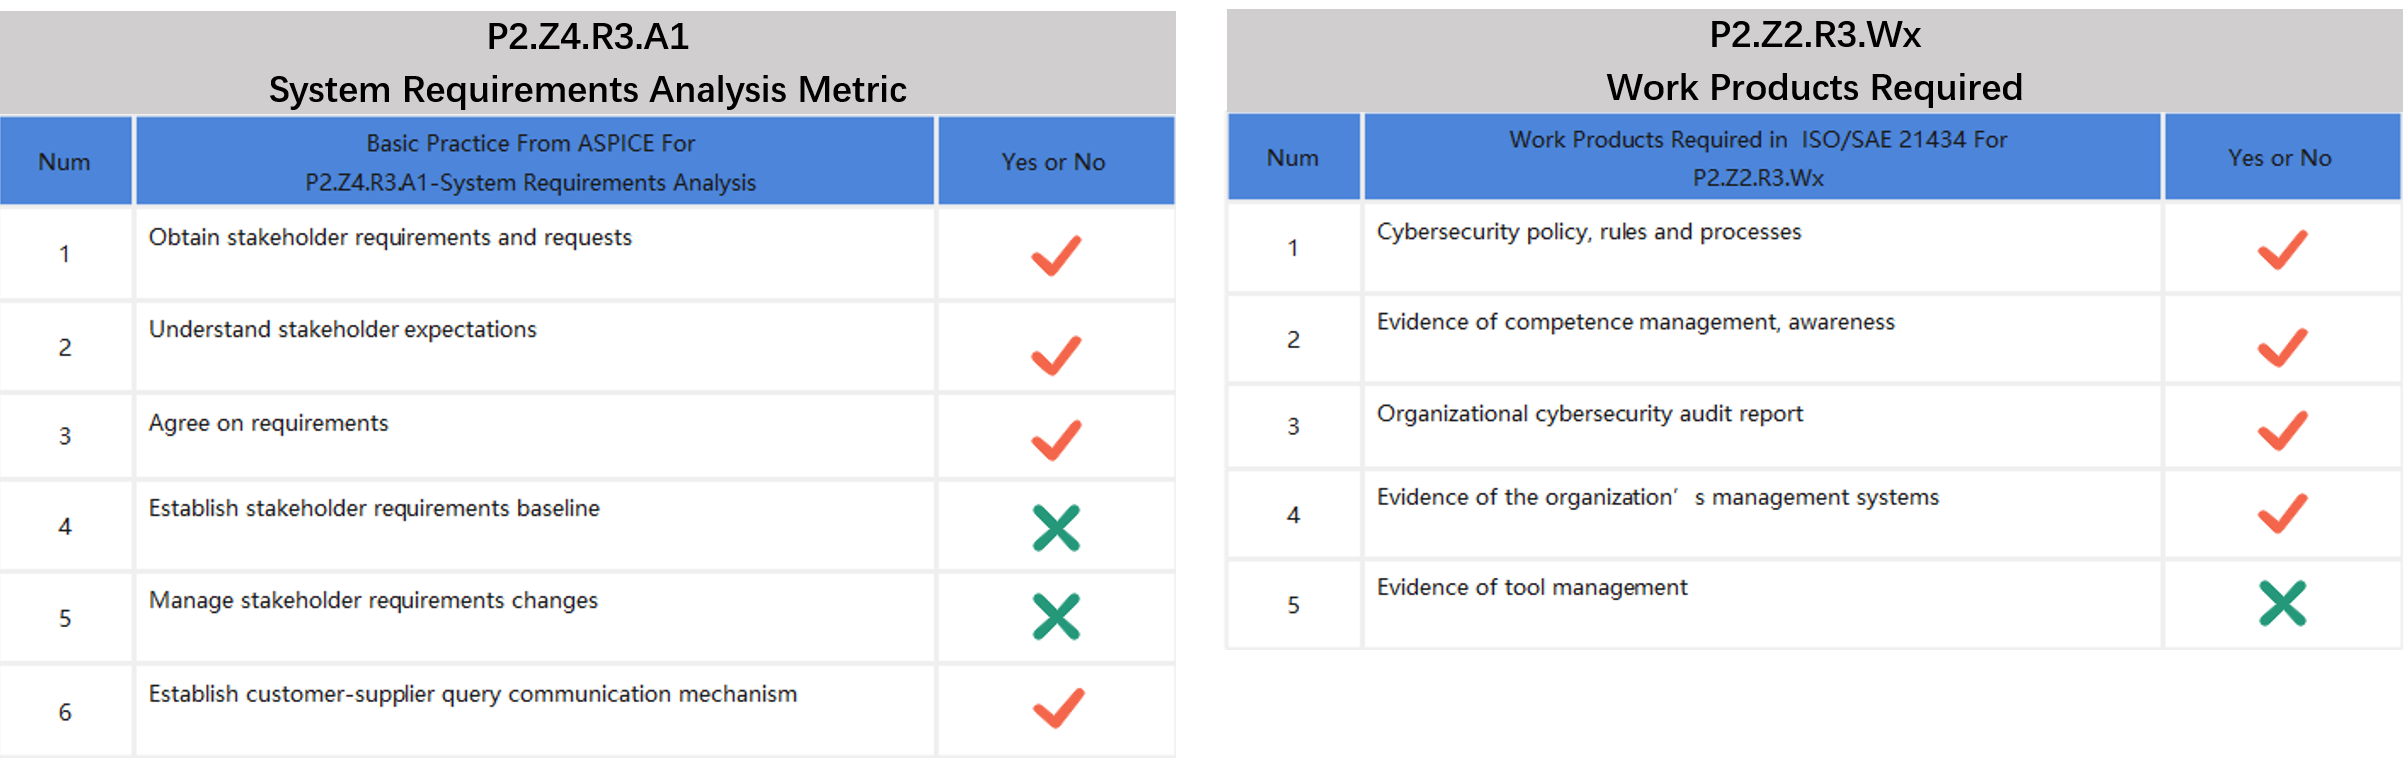 P2.Z4.R3.A1
System Requirements Analysis Metric
Num
Basic Practice From ASPICE For
P2.Z4.R3.A1-System Requirements Analysis
Yes or No
1
Obtain stakeholder requirements and requests
2
Understand stakeholder expectations
3
Agree on requirements
4
Establish stakeholder requirements baseline
5
Manage stakeholder requirements changes
6
Establish customer-supplier query communication mechanism
P2.Z2.R3.Wx
Work Products Required
Num
Work Products Required in ISO/SAE 21434 For
P2.Z2.R3.Wx
Yes or No
1
Cybersecurity policy, rules and processes
2
Evidence of competence management, awareness
3
Organizational cybersecurity audit report
4
Evidence of the organization’ s management systems
5
Evidence of tool management